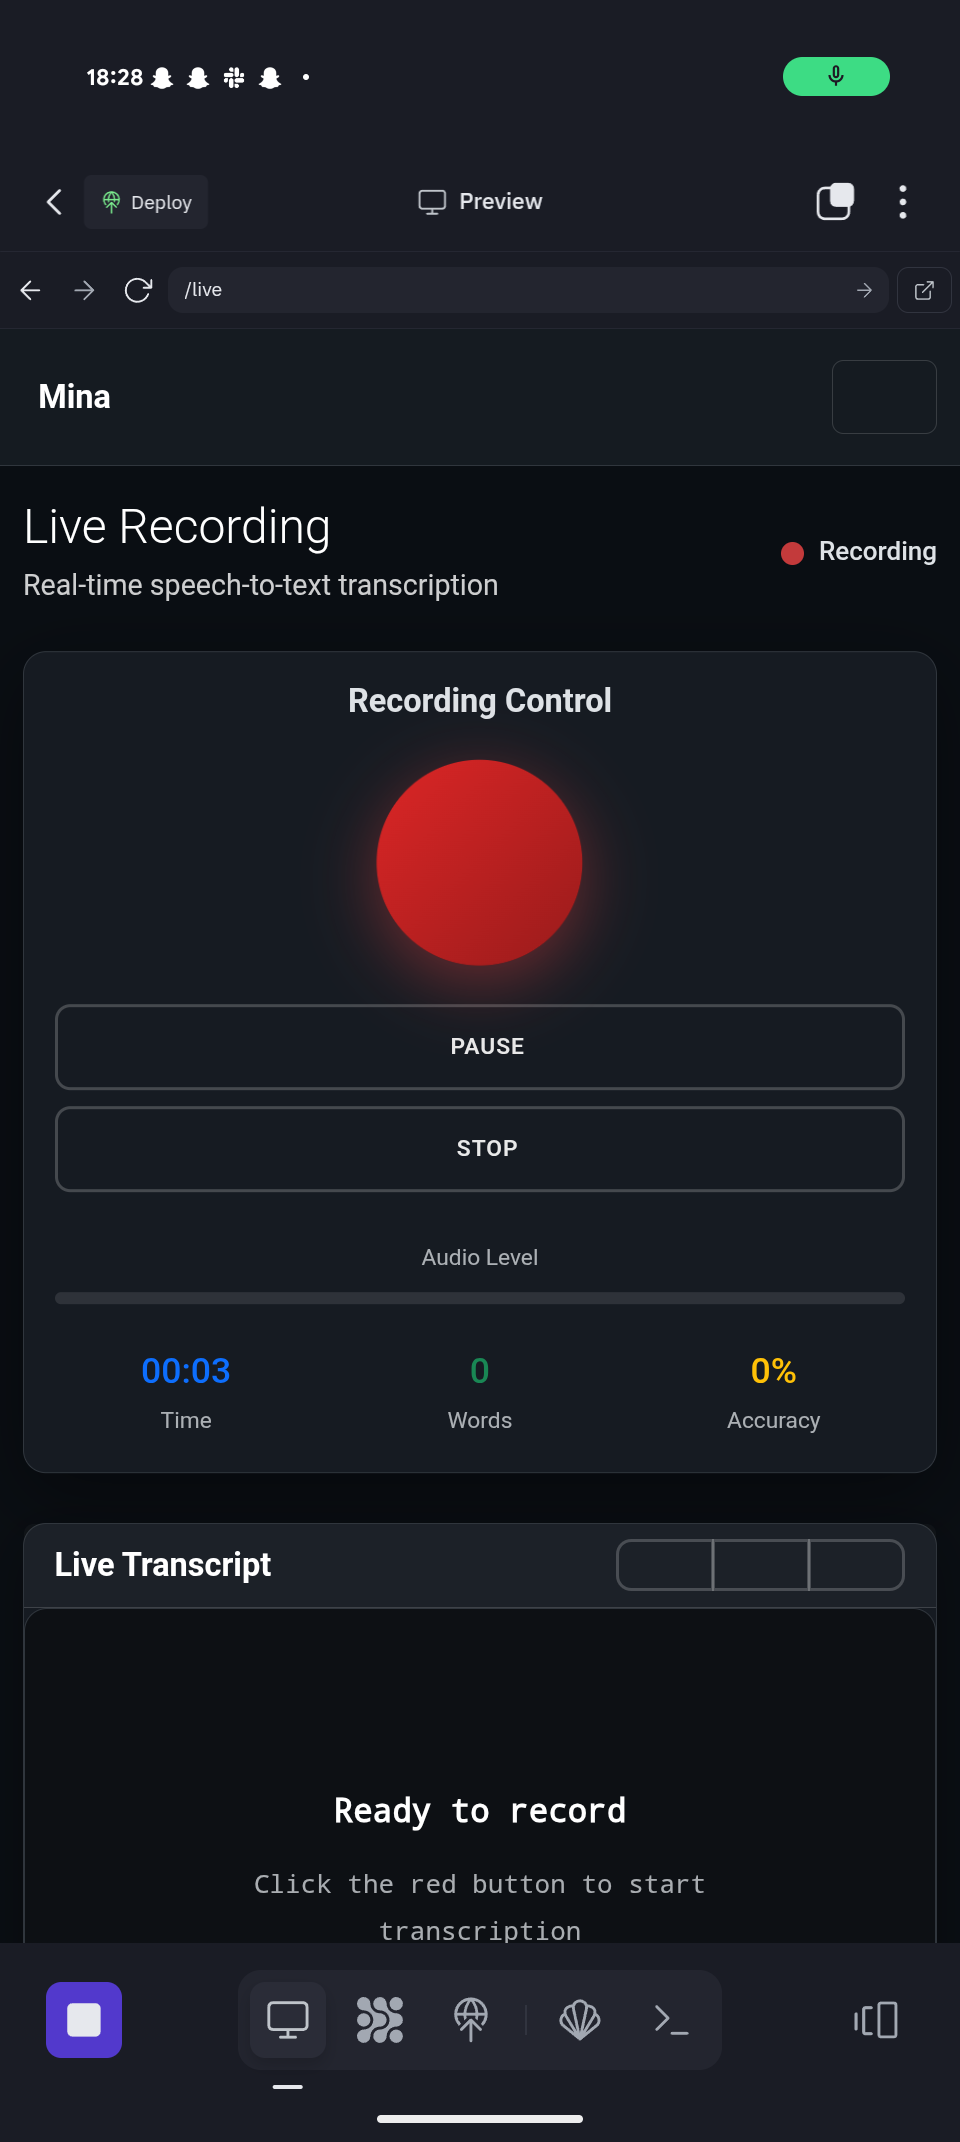 18:28
Deploy
Preview
/live
Mina
Live Recording
Real-time speech-to-text transcription
Recording
Recording Control
PAUSE
STOP
Audio Level
00:03 0 0%
Time Words Accuracy
Live Transcript
Ready to record
Click the red button to start
transcription